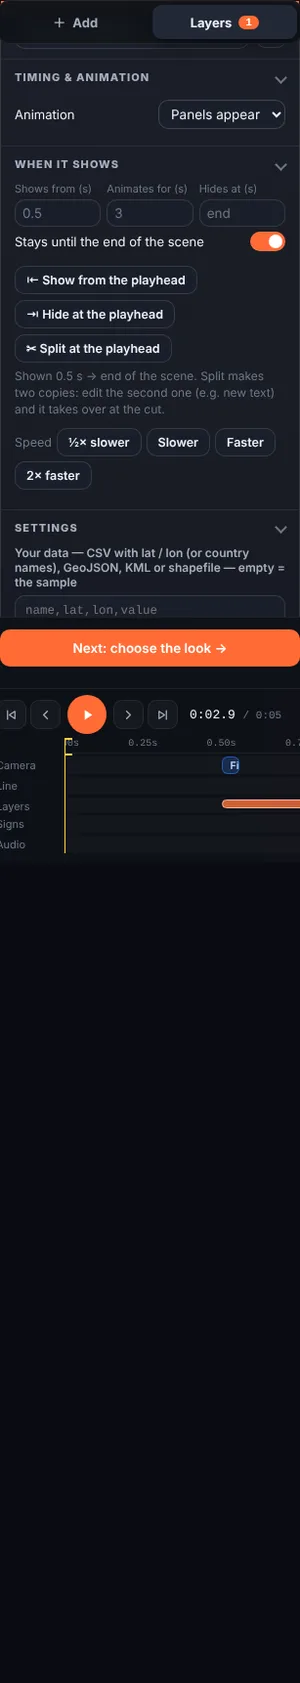 + Add
Layers 1
TIMING & ANIMATION
Animation
Panels appear
WHEN IT SHOWS
Shows from (s) Animates for (s) Hides at (s)
0.5 3 end
Stays until the end of the scene
⇤ Show from the playhead
⇥ Hide at the playhead
✂ Split at the playhead
Shown 0.5 s → end of the scene. Split makes
two copies: edit the second one (e.g. new text)
and it takes over at the cut.
Speed ½× slower Slower Faster
2× faster
SETTINGS
Your data — CSV with lat / lon (or country
names), GeoJSON, KML or shapefile — empty =
the sample
name,lat,lon,value
Next: choose the look →
0:02.9 / 0:05
0s 0.25s 0.50s 0.7
Camera Fi
Line
Layers
Signs
Audio